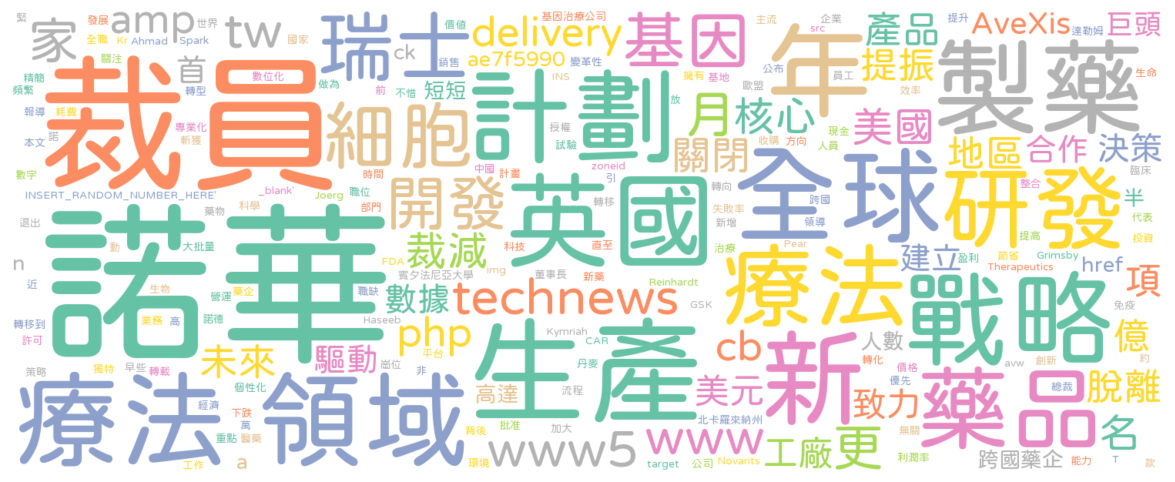 緊
發展
amp
世界
tw
瑞士
價值
delivery
基因治療公司
基因
主流
企業
提升
AveXis
巨頭
家
全職
Kr
Ahmad
Spark
國家
首
ck
銷售
ae7f5990
變革性
src
產品
達勒姆
關注
精簡
頻繁
數位化
做為
前
不惜
短短
INS
擁有
基地
公布
員工
年
提振
製藥
生命
報導
轉型
裁員
耗費
細胞
計劃
放
歐盟
效率
本文
諾
專業化
斬獲
授權
月
核心
收購
方向
現金
人員
美國
試驗
關閉
數字
時間
中國
計畫
zoneid
引
轉向
全球
跨國
領導
地區
合作
決策
臨床
整合
INSERT_RANDOM_NUMBER_HERE'
_blank'
Joerg
職位
部門
開發
英國
轉移
失敗率
新增
研發
半
代表
退出
藥物
科學
諾華
動
大批量
裁減
科技
直至
治療
Pear
療法
建立
提高
投資
盈利
節省
Grimsby
n
FDA
賓夕法尼亞大學
img
董事長
新藥
Reinhardt
Therapeutics
href
項
近
生物
營運
藥企
職缺
數據
technews
GSK
戰略
免疫
轉移到
許可
業務
高
諾德
Haseeb
php
平台
Kymriah
CAR
生產
cb
人數
億
轉化
avw
創新
約
策略
獨特
早些
轉載
未來
驅動
崗位
非
丹麥
美元
新
價格
優先
藥品
總裁
脫離
療法
領域
個性化
經濟
下跌
萬
高達
流程
北卡羅來納州
致力
重點
醫藥
背後
批准
加大
www
無關
名
工作
a
環境
www5
target
公司
Novarits
工廠
更
利潤率
跨國藥企
能力
T
款